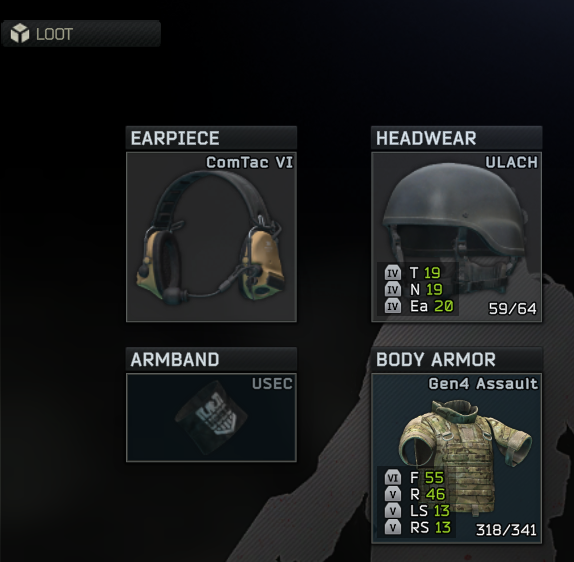 LOOT
EARPIECE
ComTac VI
HEADWEAR
ULACH
IV T 19
IV N 19
IV Ea 20
59/64
ARMBAND
USEC
BODY ARMOR
Gen4 Assault
VI F 55
V R 46
V LS 13
V RS 13
318/341